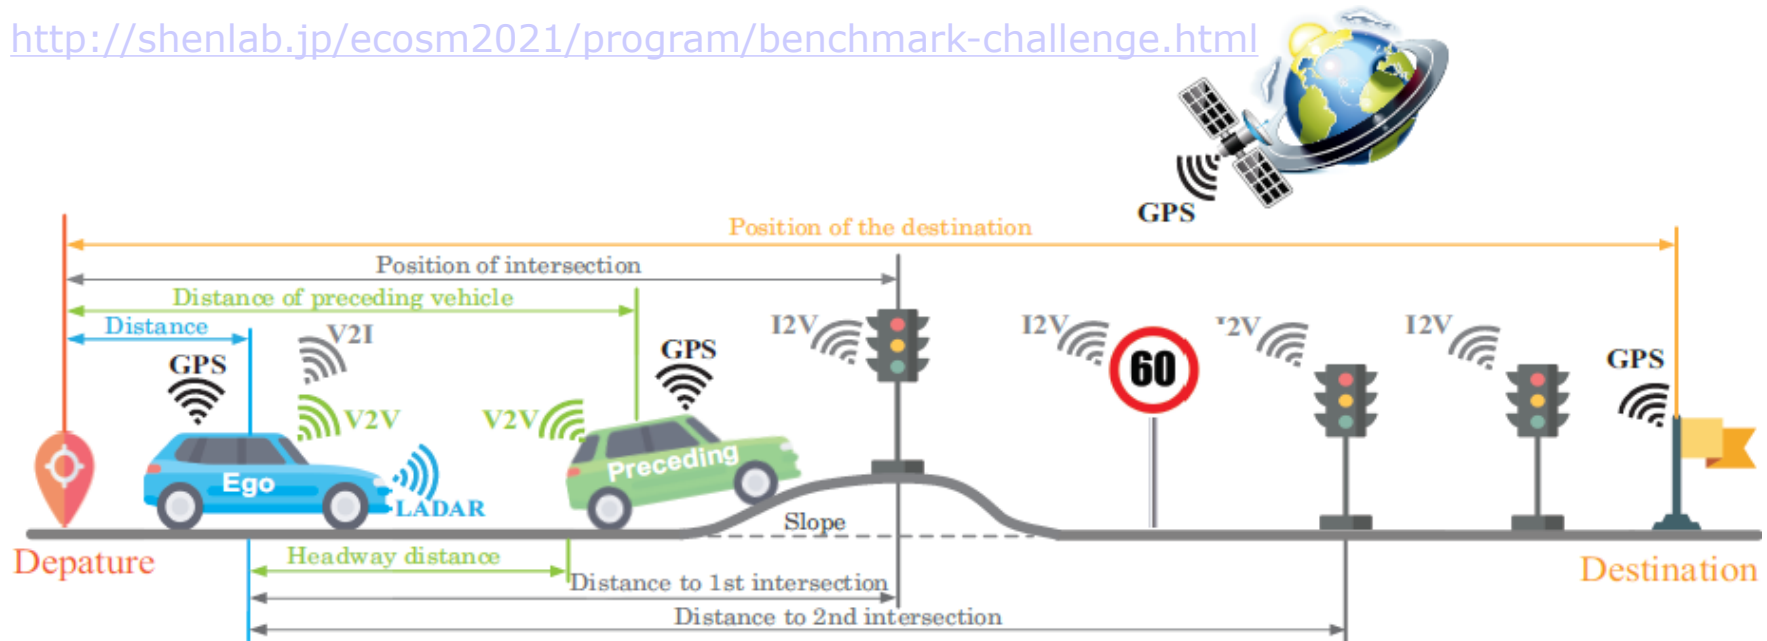 http://shenlab.jp/ecosm2021/program/benchmark-challenge.html
GPS
Position of the destination
Position of intersection
Distance of preceding vehicle
Distance
V2I
GPS
V2V
V2V
GPS
I2V
I2V
60
I2V
I2V
GPS
Ego
LADAR
Preceding
Slope
Depature
Headway distance
Distance to 1st intersection
Distance to 2nd intersection
Destination